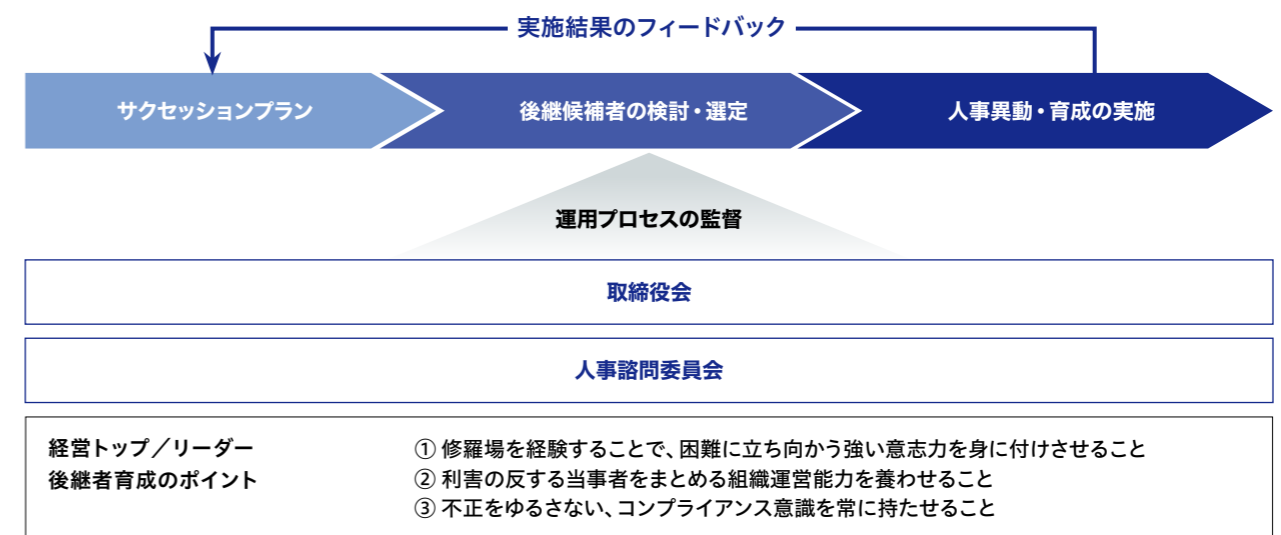 実施結果のフィードバック
サクセッションプラン
後継候補者の検討・選定
人事異動・育成の実施
運用プロセスの監督
取締役会
人事諮問委員会
経営トップ／リーダー
後継者育成のポイント
① 修羅場を経験することで、困難に立ち向かう強い意志力を身に付けさせること
② 利害の反する当事者をまとめる組織運営能力を養わせること
③ 不正をゆるさない、コンプライアンス意識を常に持たせること